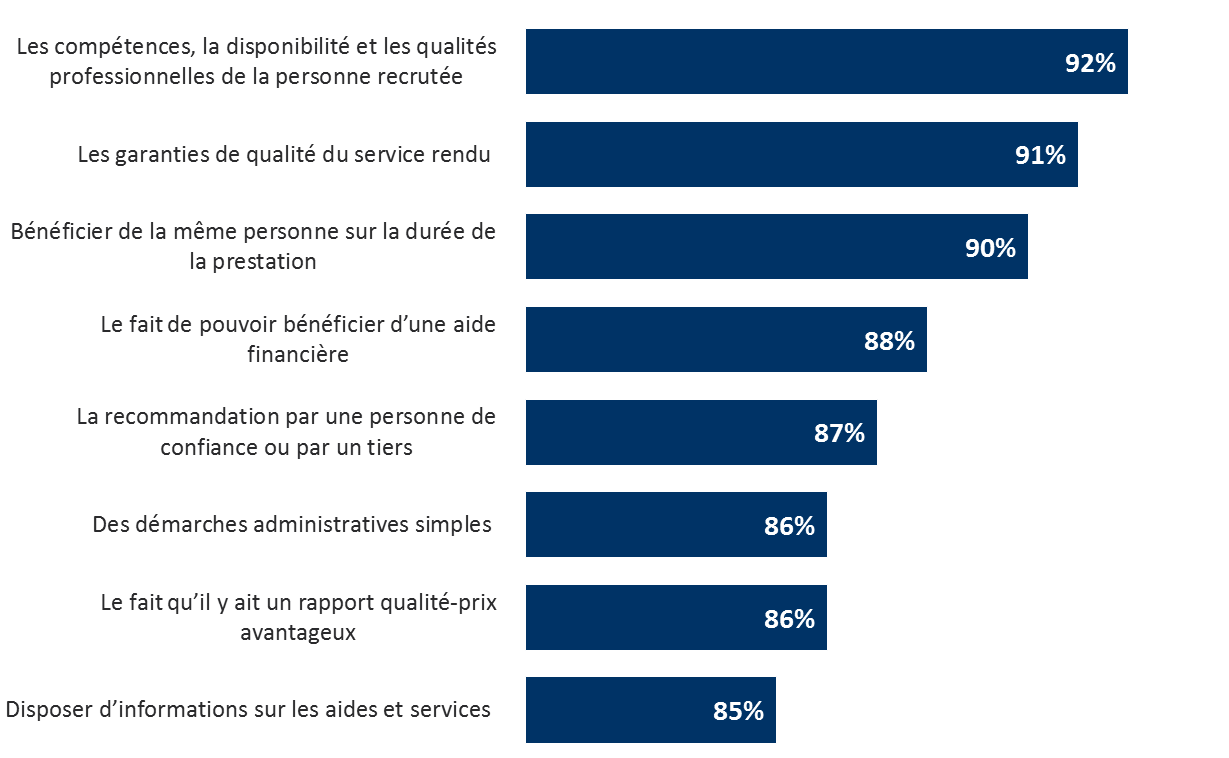 Les compétences, la disponibilité et les qualités
professionnelles de la personne recrutée
92%
Les garanties de qualité du service rendu
91%
Bénéficier de la même personne sur la durée de
la prestation
90%
Le fait de pouvoir bénéficier d’une aide
financière
88%
La recommandation par une personne de
confiance ou par un tiers
87%
Des démarches administratives simples
86%
Le fait qu’il y ait un rapport qualité-prix
avantageux
86%
Disposer d’informations sur les aides et services
85%